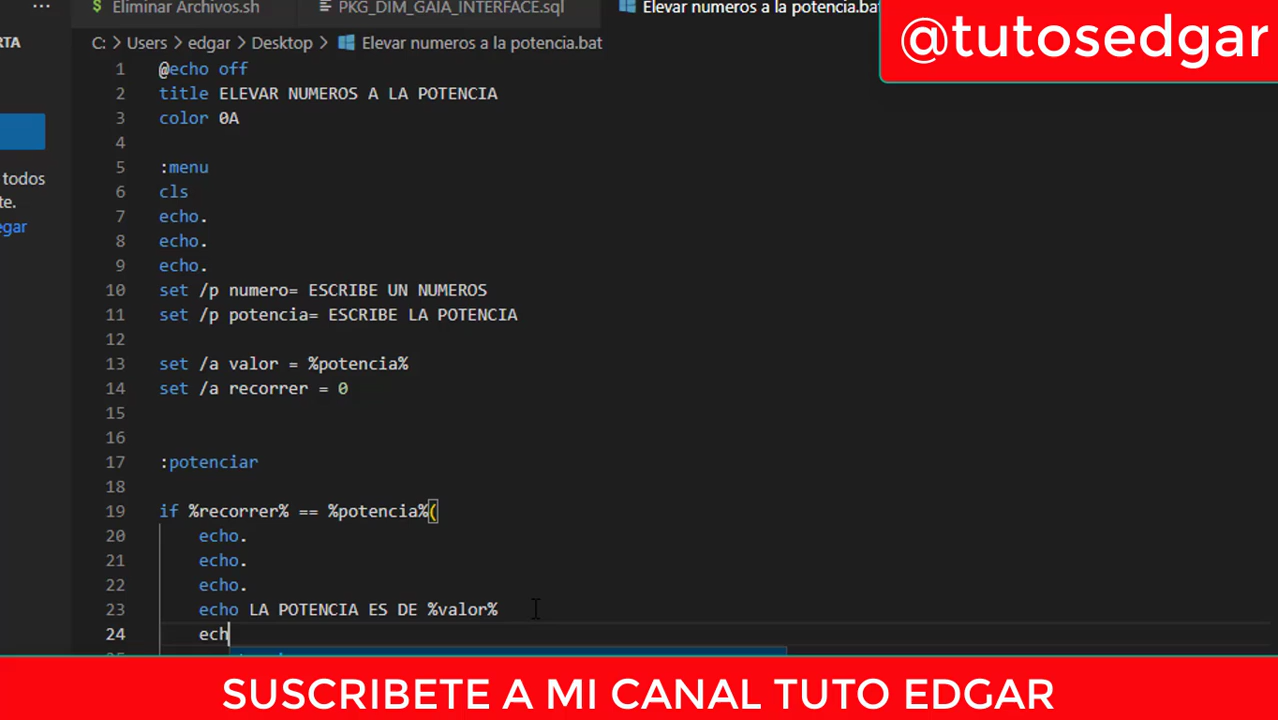 Eliminar Archivos.sh
PKG_DIM_GAIA_INTERFACE.sql
Elevar numeros a la potencia.bat
@tutosedgar
C: > Users > edgar > Desktop > Elevar numeros a la potencia.bat
RTA
todos
te.
egar
1 @echo off
2 title ELEVAR NUMEROS A LA POTENCIA
3 color 0A
4
5 :menu
6 cls
7 echo.
8 echo.
9 echo.
10 set /p numero= ESCRIBE UN NUMEROS
11 set /p potencia= ESCRIBE LA POTENCIA
12
13 set /a valor = %potencia%
14 set /a recorrer = 0
15
16
17 :potenciar
18
19 if %recorrer% == %potencia%(
20 echo.
21 echo.
22 echo.
23 echo LA POTENCIA ES DE %valor%
24 ech
SUSCRIBETE A MI CANAL TUTO EDGAR